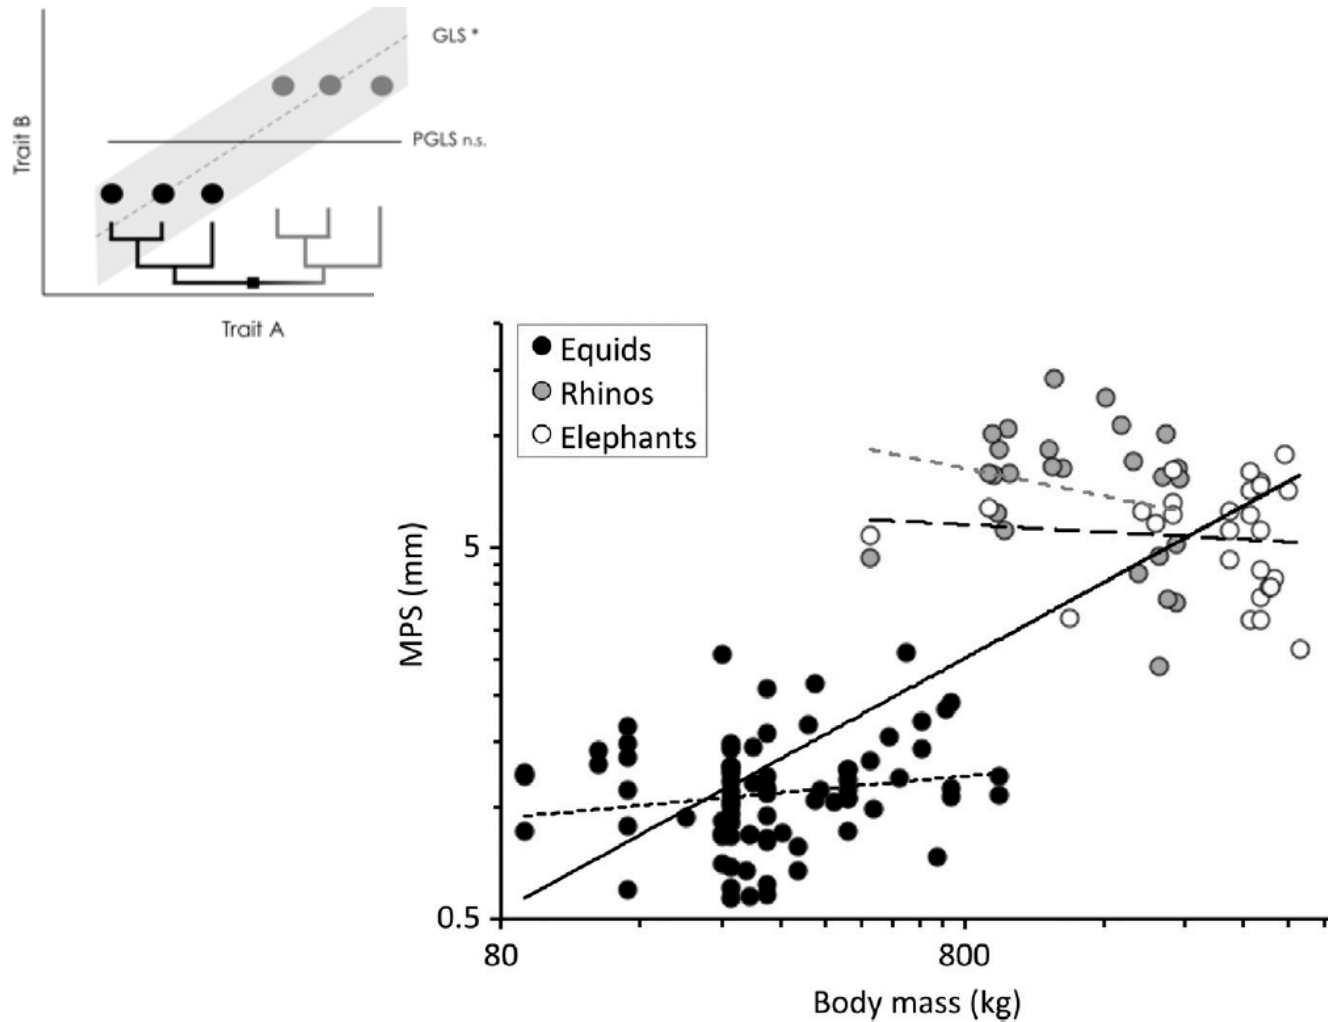 GLS *
PGLS n.s.
Trait B
Trait A
Equids
Rhinos
Elephants
MPS (mm)
5
0.5
80
800
Body mass (kg)